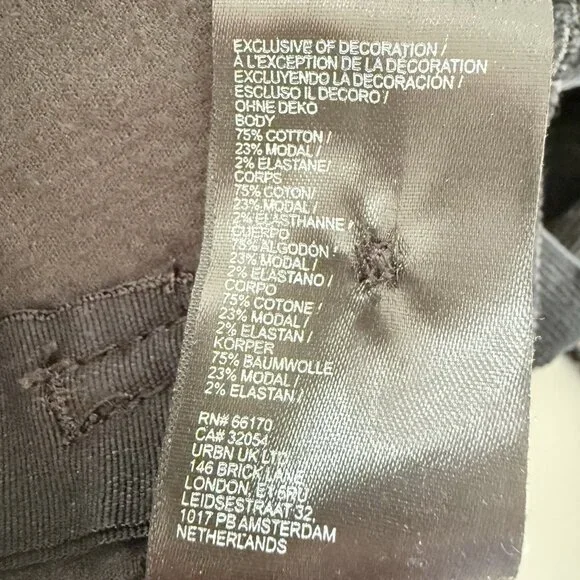 EXCLUSIVE OF DECORATION /
À L'EXCEPTION DE LA DÉCORATION
EXCLUYENDO LA DECORACIÓN /
ESCLUSO IL DECORO /
OHNE DEKO
BODY
75% COTTON /
23% MODAL /
2% ELASTANE/
CORPS
75% COTON/
23% MODAL /
2% ÉLASTHANNE /
CUERPO
75% ALGODÓN /
23% MODAL /
2% ELASTANO /
CORPO
75% COTONE /
23% MODAL /
2% ELASTAN /
KÖRPER
75% BAUMWOLLE
23% MODAL /
2% ELASTAN /
RN# 66170
CA# 32054
URBN UK LTD
146 BRICK LANE,
LONDON, E1 6RU
LEIDSESTRAAT 32,
1017 PB AMSTERDAM
NETHERLANDS